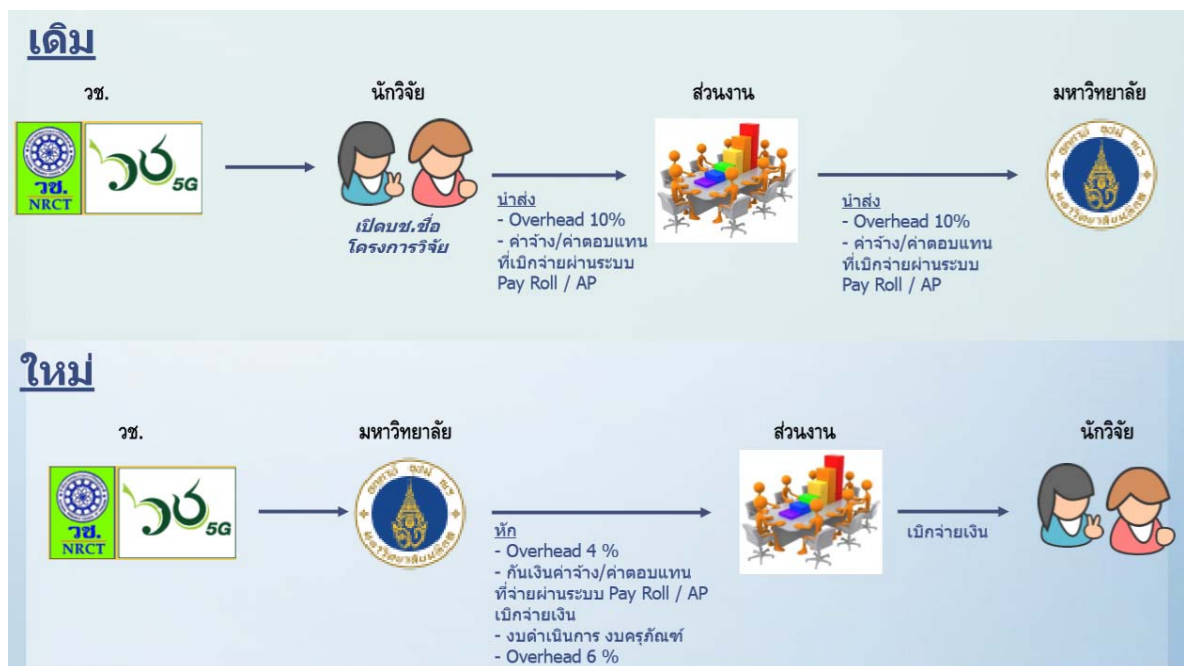 เดิม
วช.
นักวิจัย
ส่วนงาน
มหาวิทยาลัย
วช.
NRCT
วช
5G
เปิดบช.ชื่อ
โครงการวิจัย
นำส่ง
- Overhead 10%
- ค่าจ้าง/ค่าตอบแทน
ที่เบิกจ่ายผ่านระบบ
Pay Roll / AP
นำส่ง
- Overhead 10%
- ค่าจ้าง/ค่าตอบแทน
ที่เบิกจ่ายผ่านระบบ
Pay Roll / AP
ใหม่
วช.
มหาวิทยาลัย
ส่วนงาน
นักวิจัย
วช.
NRCT
วช
5G
หัก
- Overhead 4 %
- กันเงินค่าจ้าง/ค่าตอบแทน
ที่จ่ายผ่านระบบ Pay Roll / AP
เบิกจ่ายเงิน
- งบดำเนินการ งบครุภัณฑ์
- Overhead 6 %
เบิกจ่ายเงิน